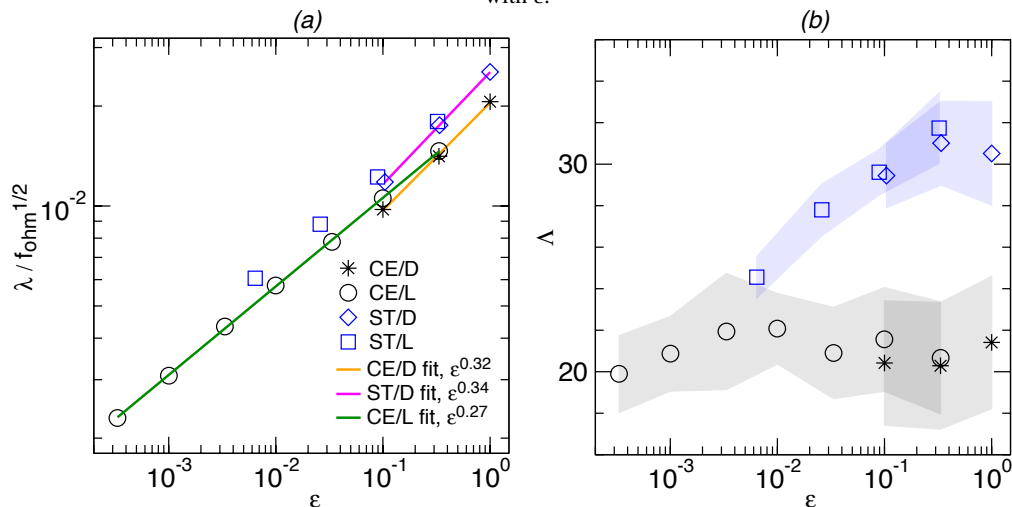 with ε.
(a)
(b)
10⁻²
λ / f_ohm^1/2
CE/D
CE/L
ST/D
ST/L
CE/D fit, ε^0.32
ST/D fit, ε^0.34
CE/L fit, ε^0.27
10⁻³ 10⁻² 10⁻¹ 10⁰
ε
30
20
Λ
10⁻³ 10⁻² 10⁻¹ 10⁰
ε